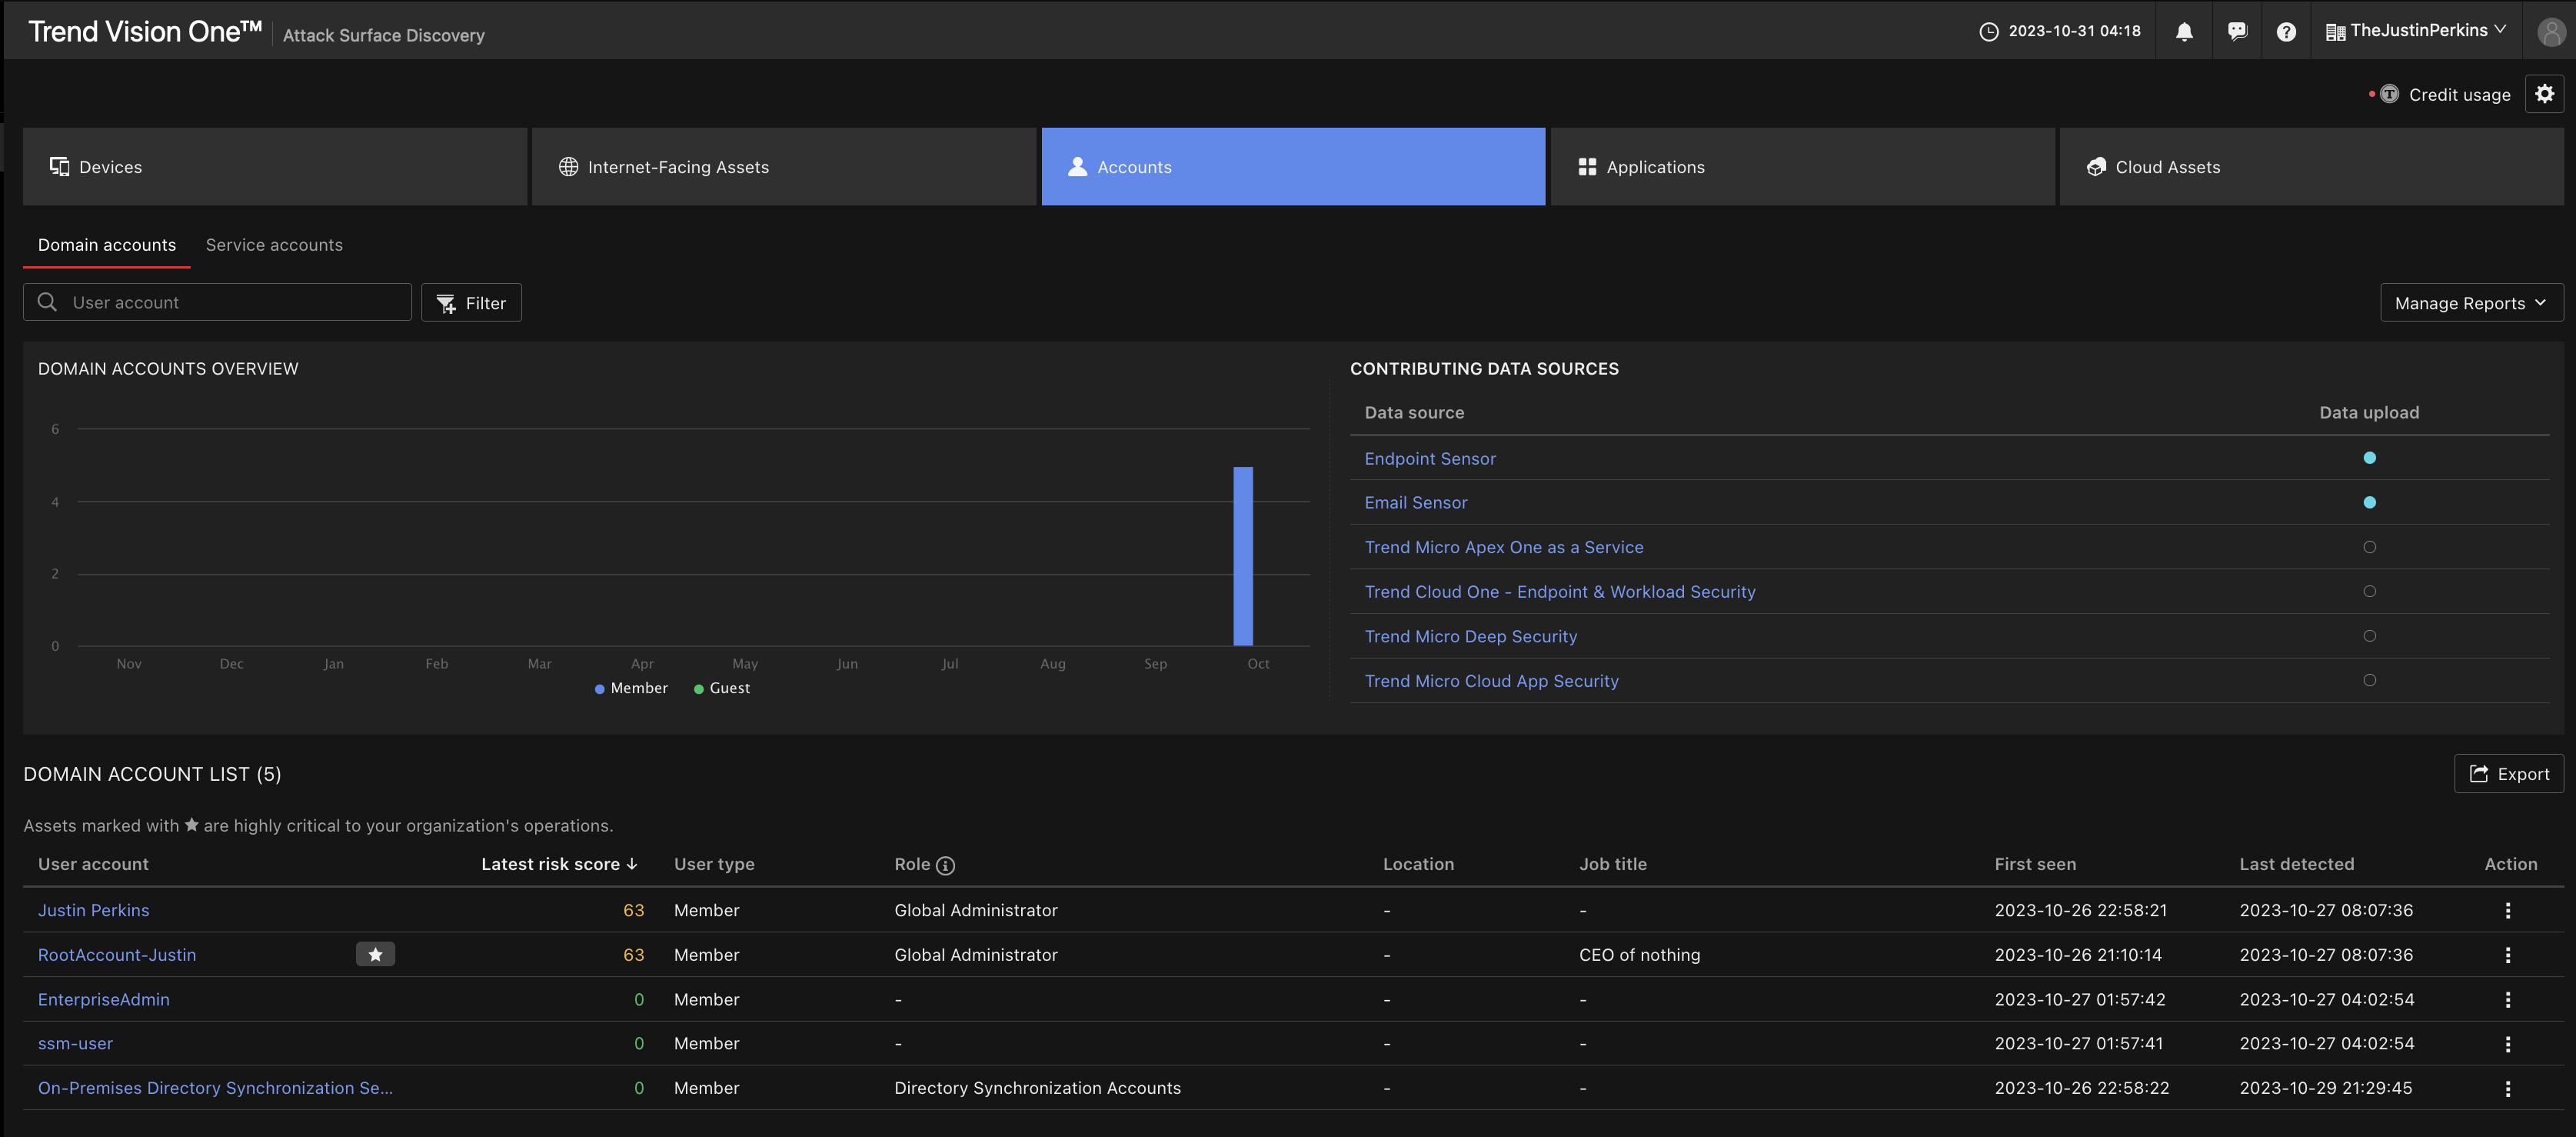 Trend Vision One™ Attack Surface Discovery 2023-10-31 04:18 TheJustinPerkins
Credit usage
Devices Internet-Facing Assets Accounts Applications Cloud Assets
Domain accounts Service accounts
User account Filter Manage Reports
DOMAIN ACCOUNTS OVERVIEW
6
4
2
0
Nov Dec Jan Feb Mar Apr May Jun Jul Aug Sep Oct
Member Guest
CONTRIBUTING DATA SOURCES
Data source Data upload
Endpoint Sensor
Email Sensor
Trend Micro Apex One as a Service
Trend Cloud One - Endpoint & Workload Security
Trend Micro Deep Security
Trend Micro Cloud App Security
DOMAIN ACCOUNT LIST (5) Export
Assets marked with ★ are highly critical to your organization's operations.
User account Latest risk score ↓ User type Role Location Job title First seen Last detected Action
Justin Perkins 63 Member Global Administrator - - 2023-10-26 22:58:21 2023-10-27 08:07:36
RootAccount-Justin ★ 63 Member Global Administrator - CEO of nothing 2023-10-26 21:10:14 2023-10-27 08:07:36
EnterpriseAdmin 0 Member - - - 2023-10-27 01:57:42 2023-10-27 04:02:54
ssm-user 0 Member - - - 2023-10-27 01:57:41 2023-10-27 04:02:54
On-Premises Directory Synchronization Se... 0 Member Directory Synchronization Accounts - - 2023-10-26 22:58:22 2023-10-29 21:29:45